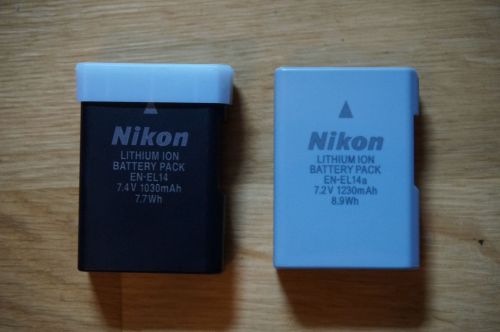 Nikon
LITHIUM ION
BATTERY PACK
EN-EL14
7.4V 1030mAh
7.7Wh
Nikon
LITHIUM ION
BATTERY PACK
EN-EL14a
7.2V 1230mAh
8.9Wh